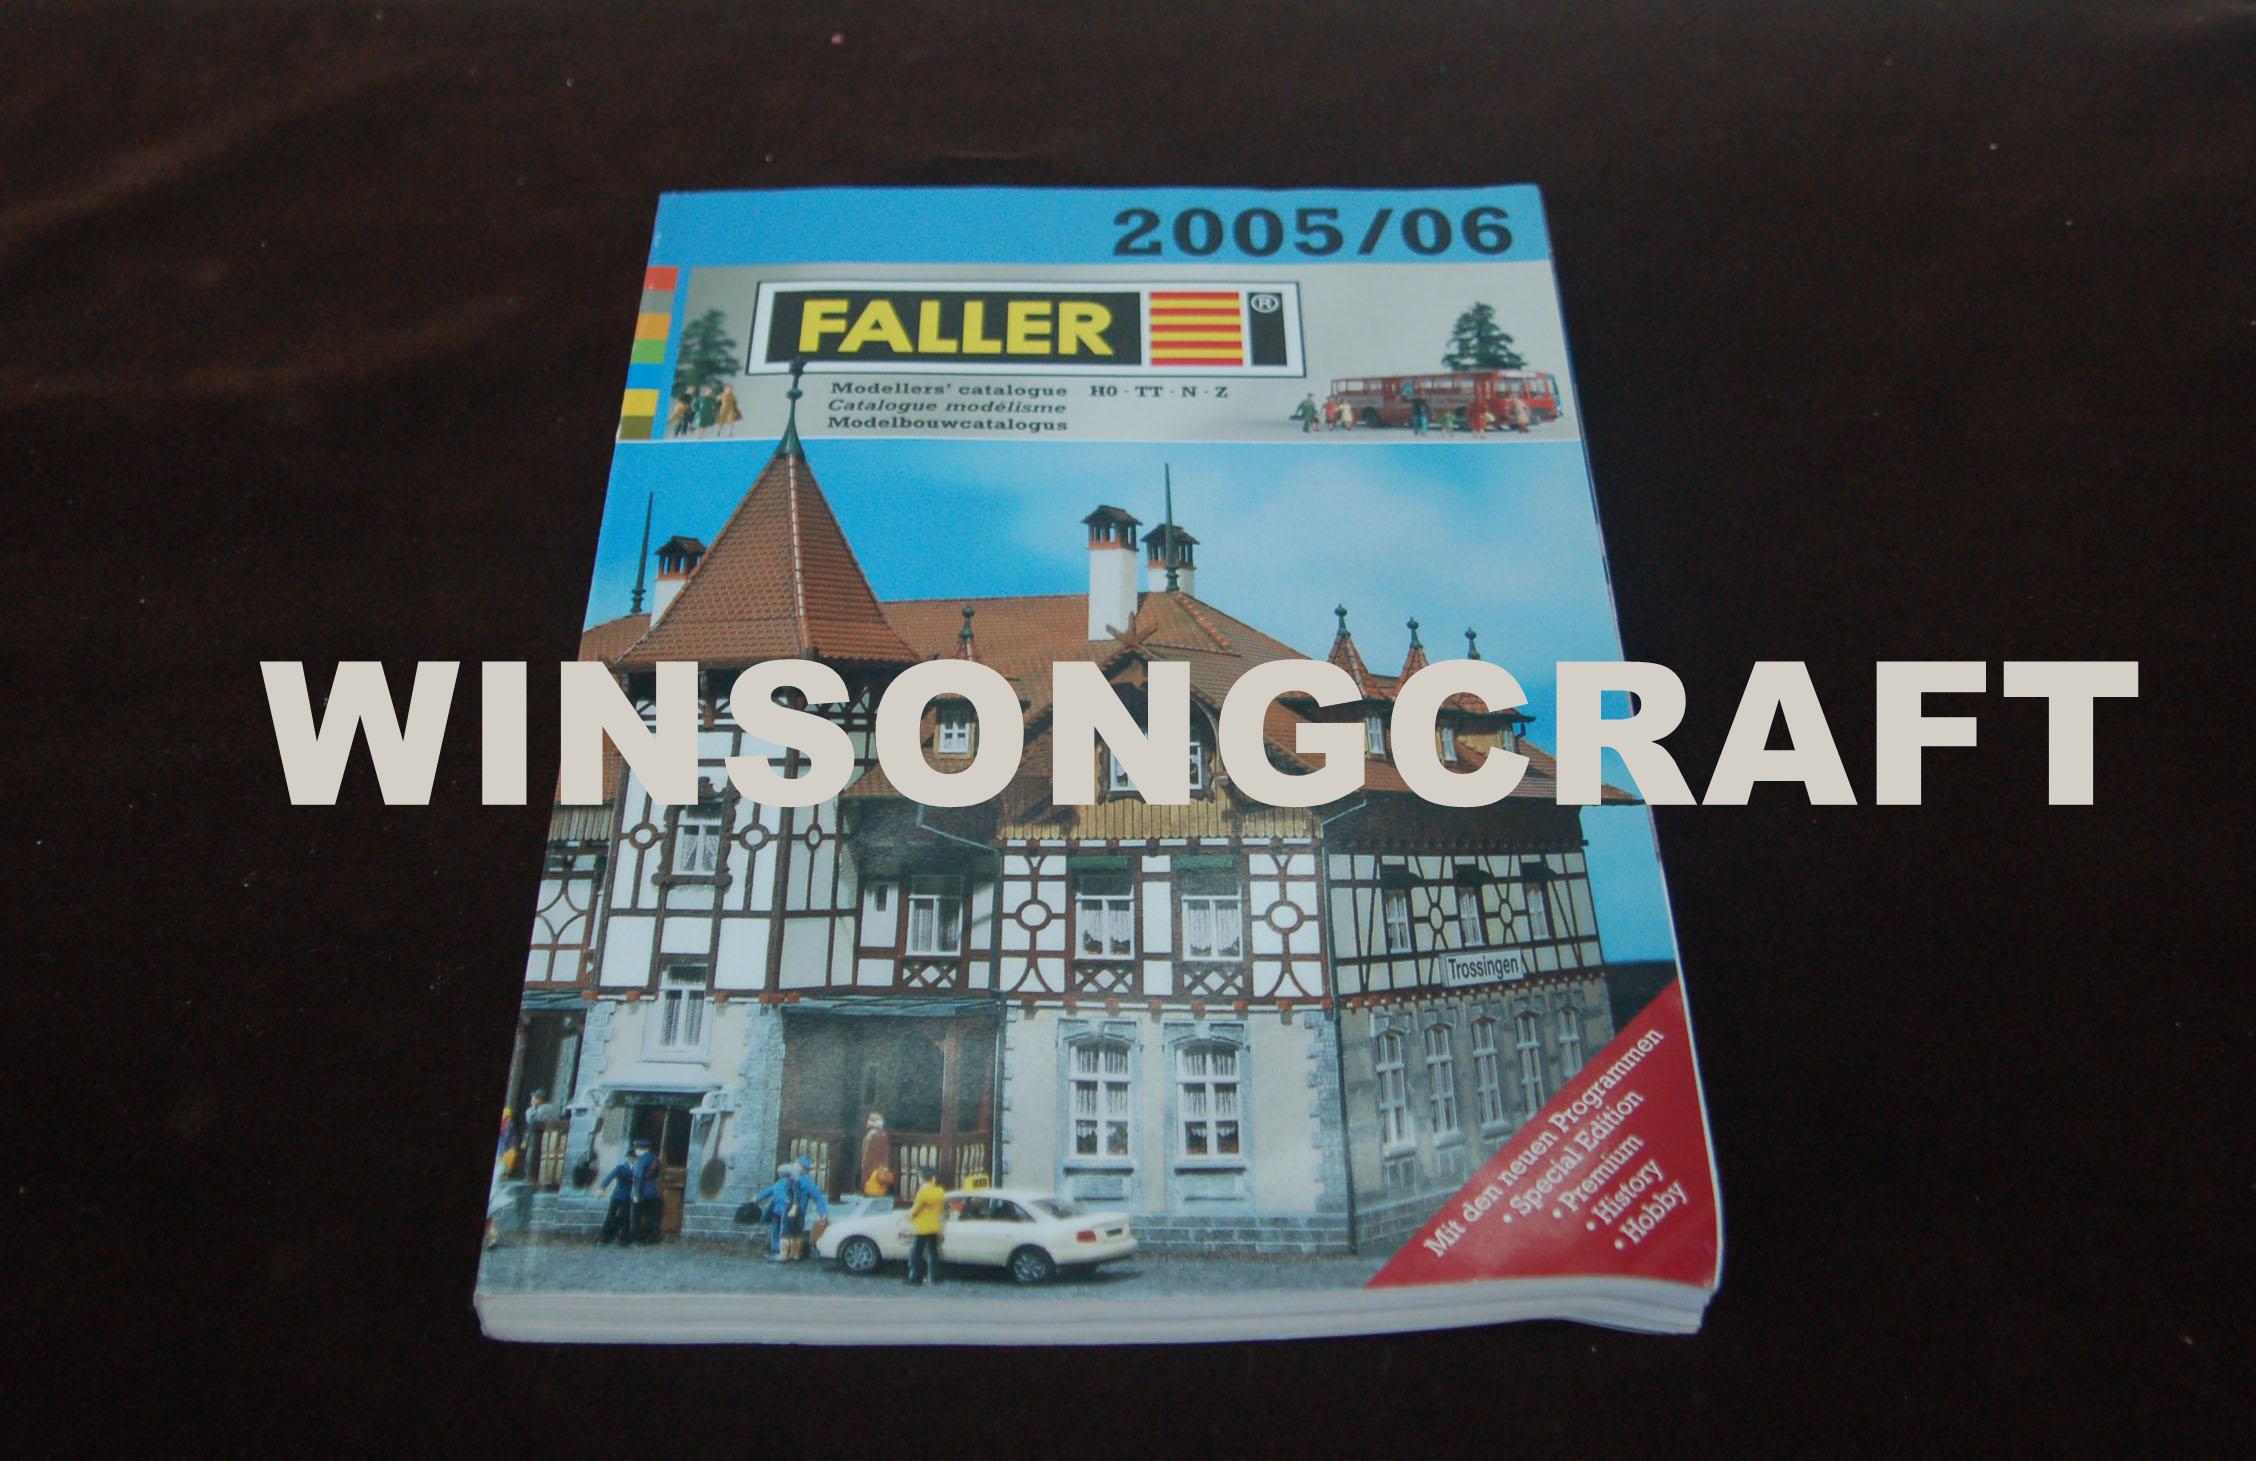 2005/06
FALLER ®
Modellers' catalogue H0 · TT · N · Z
Catalogue modélisme
Modelbouwcatalogus
WINSONGCRAFT
Trossingen
Mit den neuen Programmen
• Special Edition
• Premium
• History
• Hobby